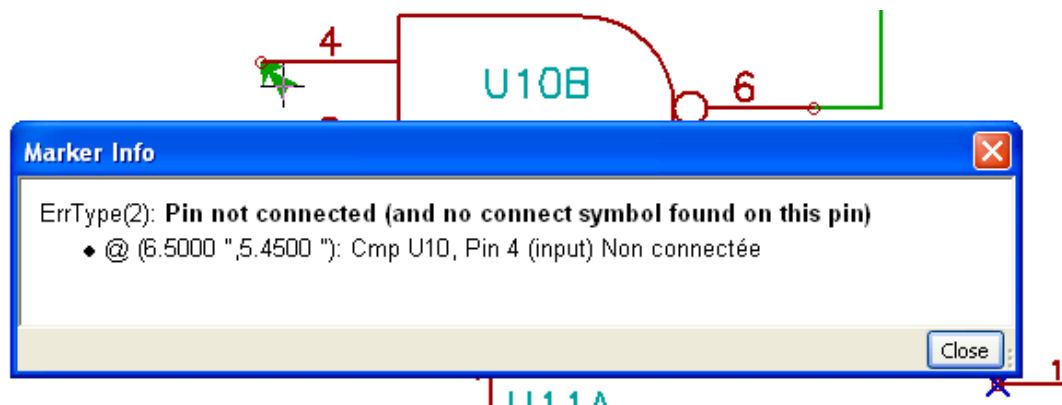 4
U10B
6
Marker Info
ErrType(2): Pin not connected (and no connect symbol found on this pin)
• @ (6.5000 ",5.4500 "): Cmp U10, Pin 4 (input) Non connectée
Close
1
U11A